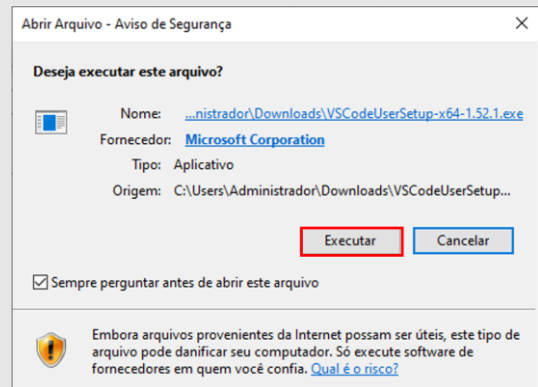 Abrir Arquivo - Aviso de Segurança
Deseja executar este arquivo?
Nome: ...nistrador\Downloads\VSCodeUserSetup-x64-1.52.1.exe
Fornecedor: Microsoft Corporation
Tipo: Aplicativo
Origem: C:\Users\Administrador\Downloads\VSCodeUserSetup...
Executar Cancelar
Sempre perguntar antes de abrir este arquivo
Embora arquivos provenientes da Internet possam ser úteis, este tipo de
arquivo pode danificar seu computador. Só execute software de
fornecedores em quem você confia. Qual é o risco?